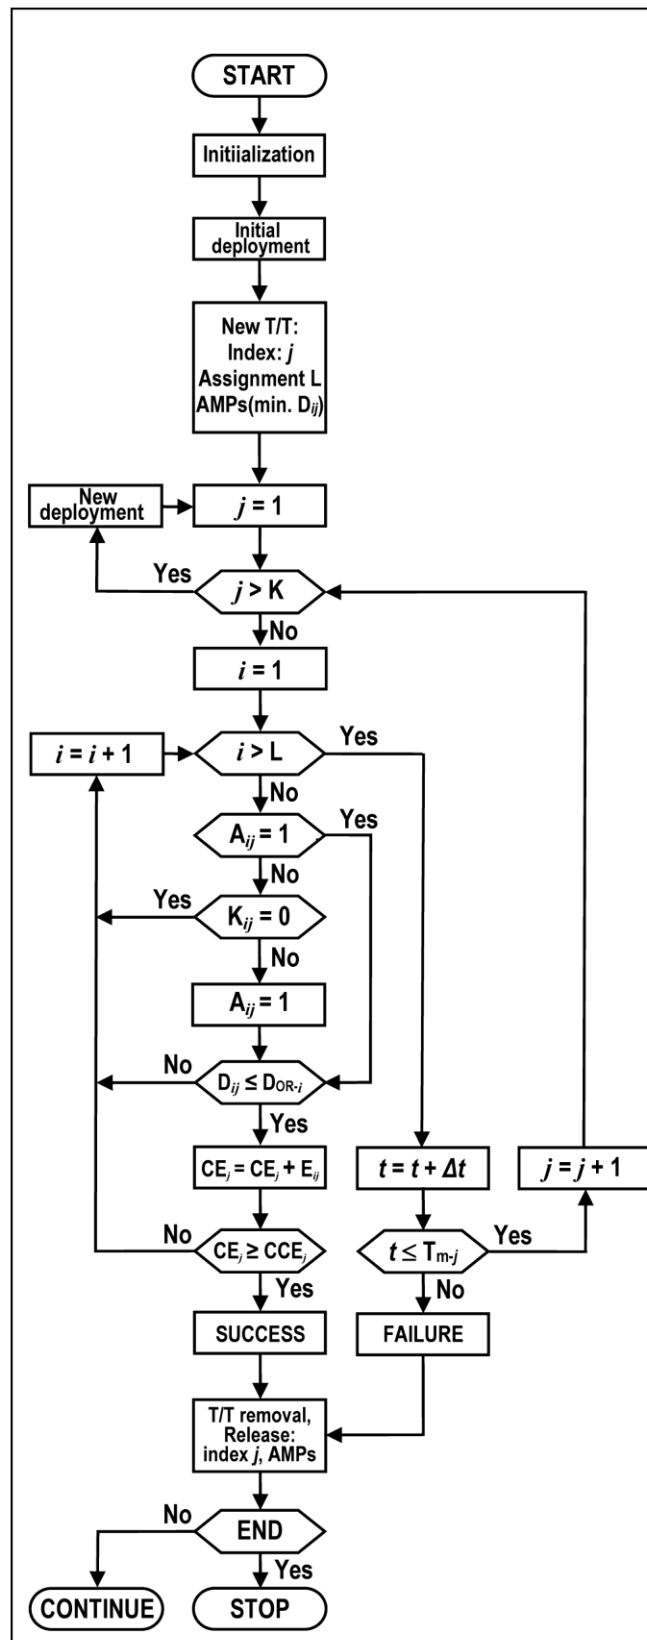 START
Initiialization
Initial
deployment
New T/T:
Index: j
Assignment L
AMPs(min. Dij)
New
deployment
j = 1
Yes
j > K
No
i = 1
i = i + 1
i > L
Yes
No
Aij = 1
Yes
No
Yes
Kij = 0
No
Aij = 1
No
Dij ≤ DOR-i
Yes
CEj = CEj + Eij
t = t + Δt
j = j + 1
No
CEj ≥ CCEj
t ≤ Tm-j
Yes
Yes
No
SUCCESS
FAILURE
T/T removal,
Release:
index j, AMPs
No
END
Yes
CONTINUE
STOP